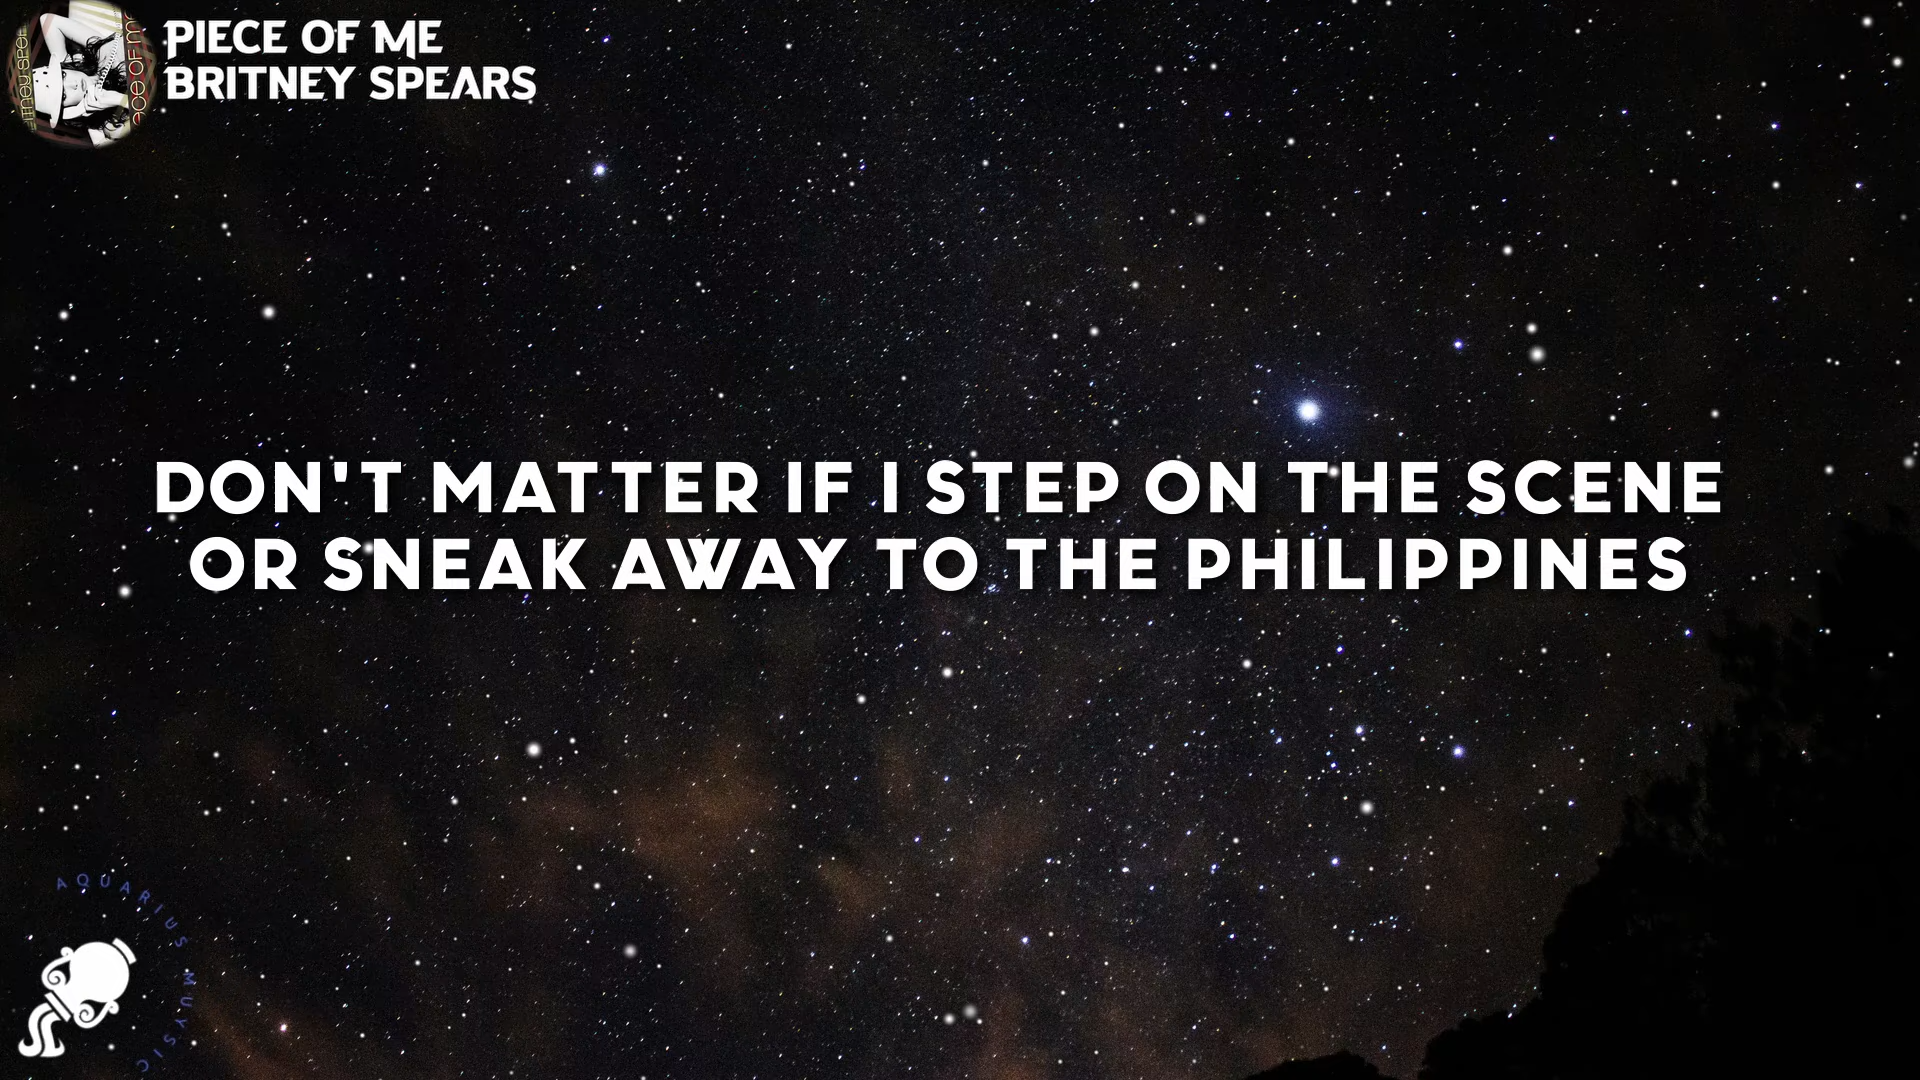 PIECE OF ME
BRITNEY SPEARS
DON'T MATTER IF I STEP ON THE SCENE
OR SNEAK AWAY TO THE PHILIPPINES
AQUARIUS MUYSIC